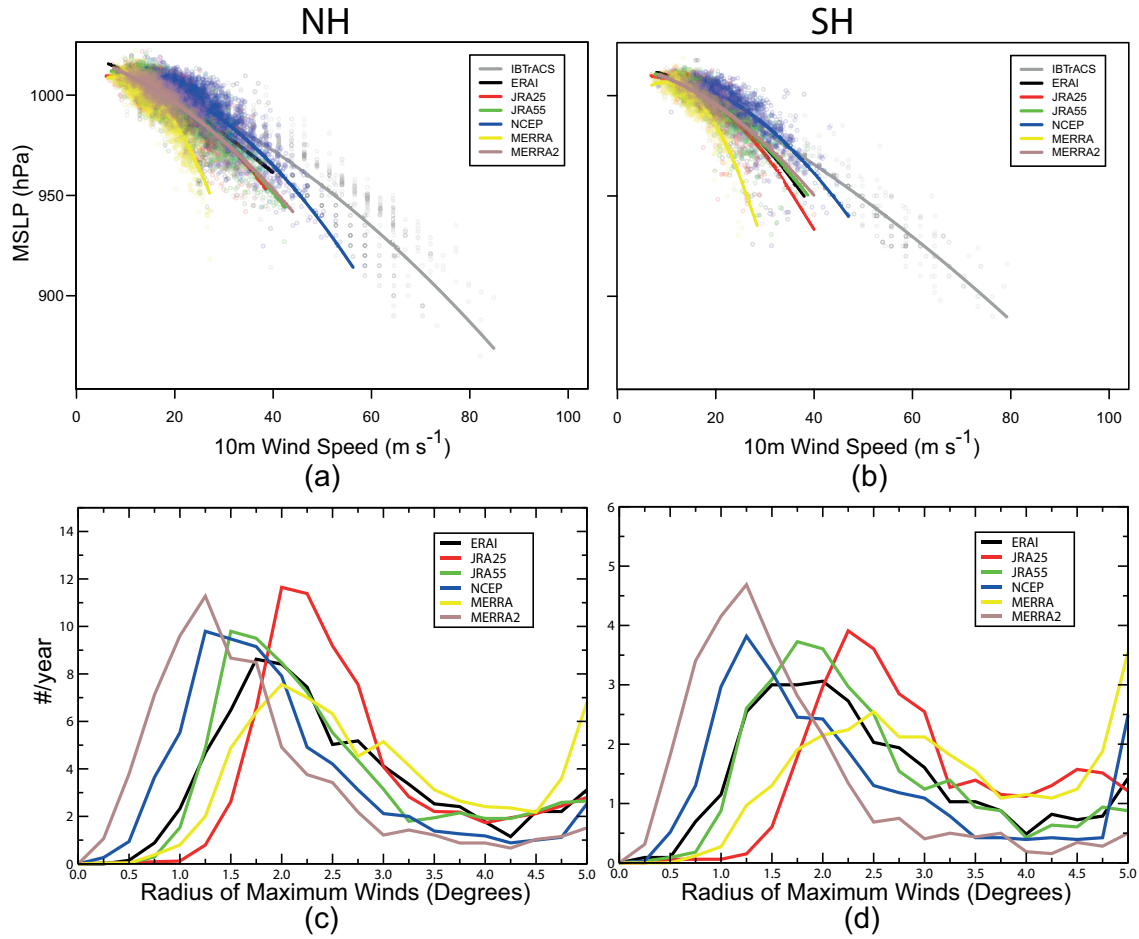 NH
SH
MSLP (hPa)
1000
950
900
0 20 40 60 80 100
10m Wind Speed (m s⁻¹)
(a)
IBTrACS
ERAI
JRA25
JRA55
NCEP
MERRA
MERRA2
0 20 40 60 80 100
10m Wind Speed (m s⁻¹)
(b)
IBTrACS
ERAI
JRA25
JRA55
NCEP
MERRA
MERRA2
#/year
14
12
10
8
6
4
2
0
0.0 0.5 1.0 1.5 2.0 2.5 3.0 3.5 4.0 4.5 5.0
Radius of Maximum Winds (Degrees)
(c)
ERAI
JRA25
JRA55
NCEP
MERRA
MERRA2
6
5
4
3
2
1
0
0.0 0.5 1.0 1.5 2.0 2.5 3.0 3.5 4.0 4.5 5.0
Radius of Maximum Winds (Degrees)
(d)
ERAI
JRA25
JRA55
NCEP
MERRA
MERRA2